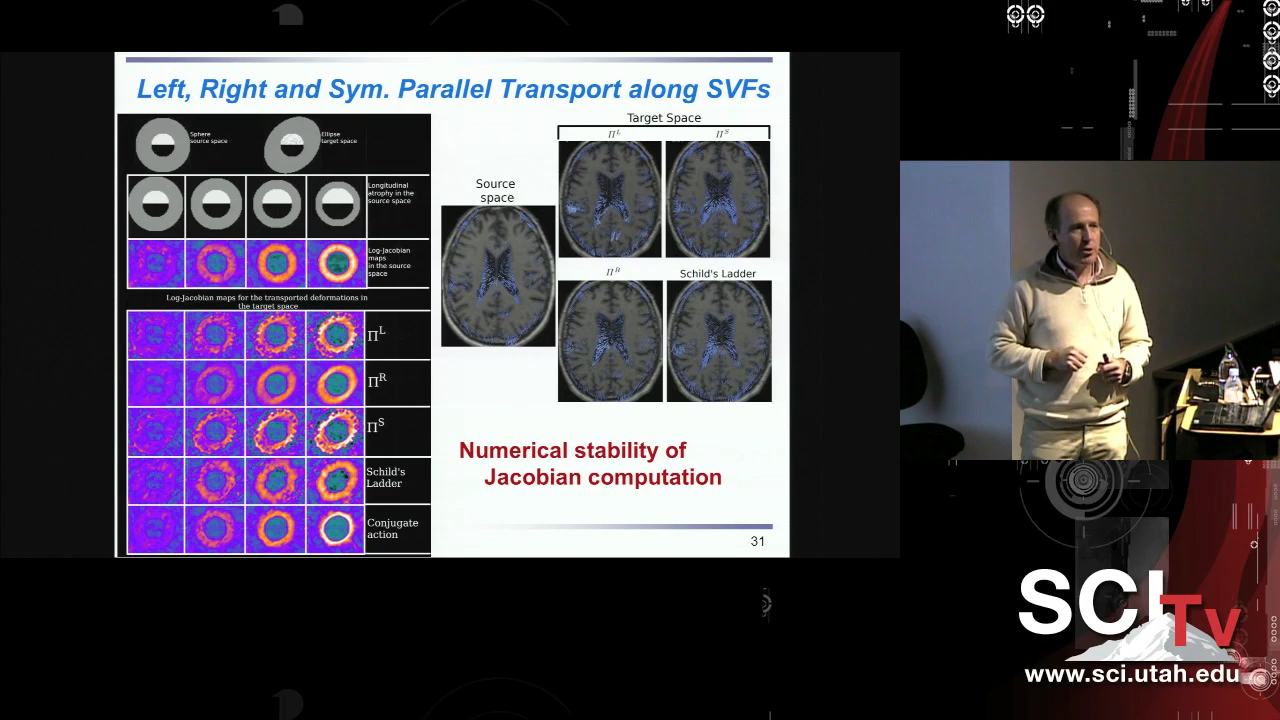 Left, Right and Sym. Parallel Transport along SVFs
Sphere
source space
Ellipse
target space
Longitudinal
atrophy in the
source space
Log-Jacobian
maps
in the source
space
Log-Jacobian maps for the transported deformations in
the target space
Π^L
Π^R
Π^S
Schild's
Ladder
Conjugate
action
Source
space
Target Space
Π^L
Π^S
Π^R
Schild's Ladder
Numerical stability of
Jacobian computation
31
SCI
TV
www.sci.utah.edu